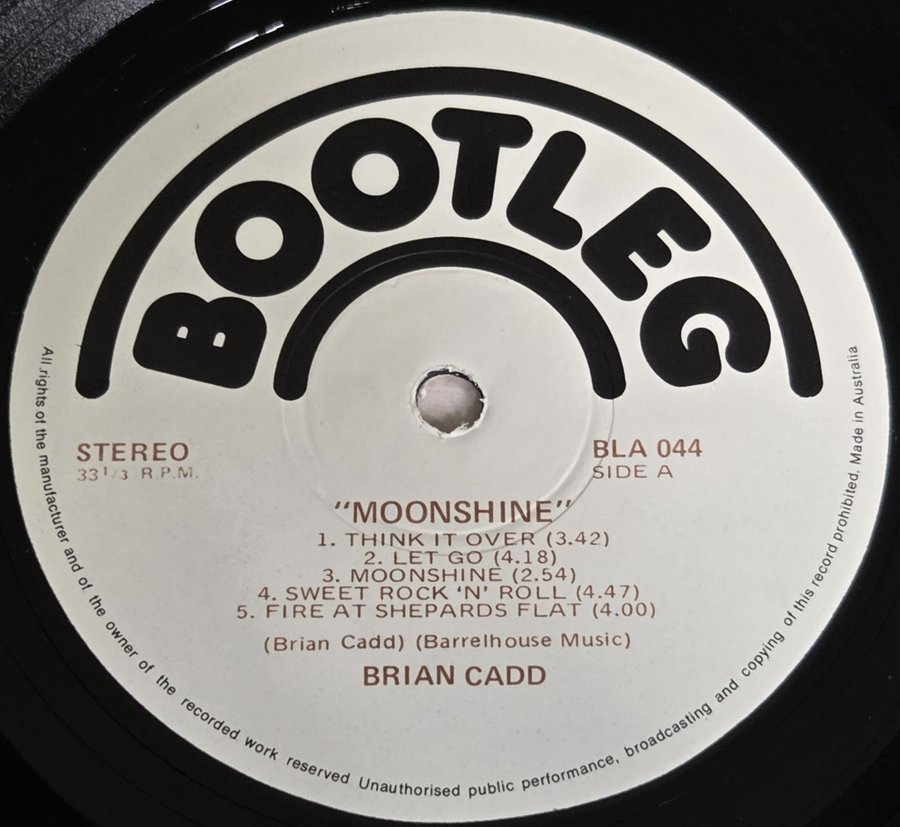 BOOTLEG
STEREO
33 1/3 R.P.M.
BLA 044
SIDE A
"MOONSHINE"
1. THINK IT OVER (3.42)
2. LET GO (4.18)
3. MOONSHINE (2.54)
4. SWEET ROCK 'N' ROLL (4.47)
5. FIRE AT SHEPARDS FLAT (4.00)
(Brian Cadd) (Barrelhouse Music)
BRIAN CADD
All rights of the manufacturer and of the owner of the recorded work reserved Unauthorised public performance, broadcasting and copying of this record prohibited. Made in Australia